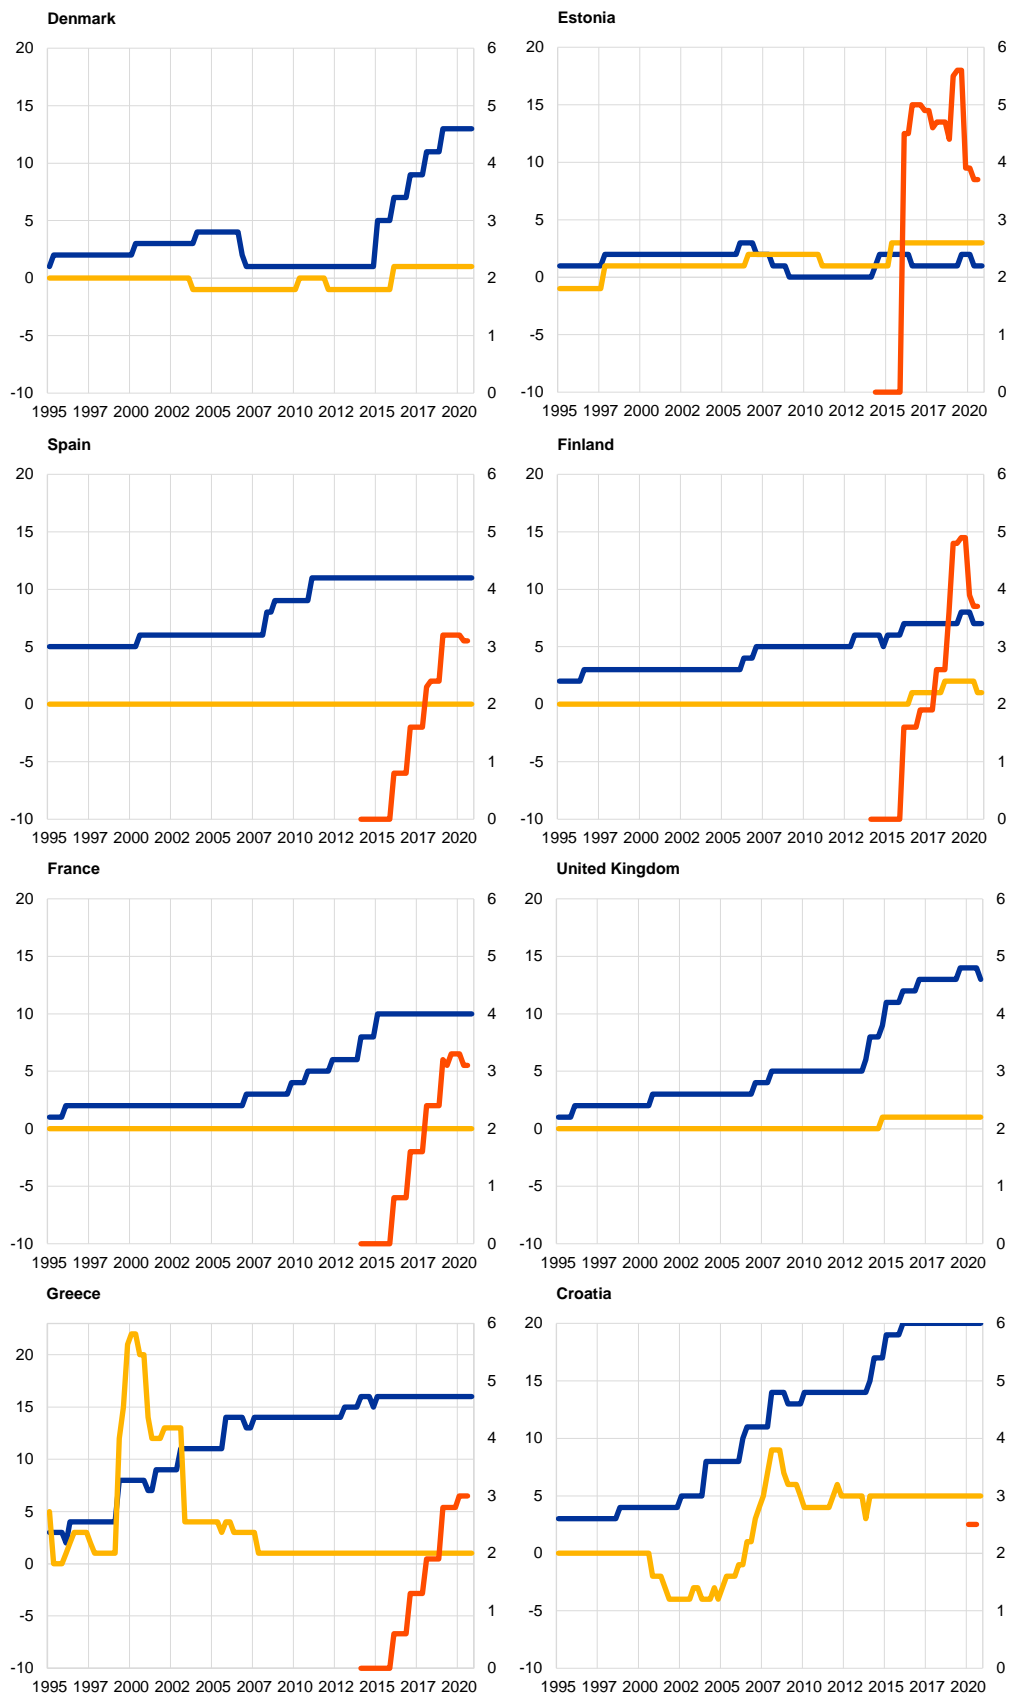 Denmark
Estonia
20 6 20 6
15 5 15 5
10 4 10 4
5 3 5 3
0 2 0 2
-5 1 -5 1
-10 0 -10 0
1995 1997 2000 2002 2007 2010 2012 2015 2017 2020 1995 1997 2000 2002 2007 2010 2012 2015 2017 2020
Spain
Finland
20 6 20 6
15 5 15 5
10 4 10 4
5 3 5 3
0 2 0 2
-5 1 -5 1
-10 0 -10 0
1995 1997 2000 2002 2007 2010 2012 2015 2017 2020 1995 1997 2000 2002 2007 2010 2012 2015 2017 2020
France
United Kingdom
20 6 20 6
15 5 15 5
10 4 10 4
5 3 5 3
0 2 0 2
-5 1 -5 1
-10 0 -10 0
1995 1997 2000 2002 2005 2007 2010 2012 2015 2017 2020 1995 1997 2000 2002 2005 2007 2010 2012 2015 2017 2020
Greece
Croatia
6 20 6
20 5 15 5
15
10 4 10 4
5 3 5 3
0 2 0 2
-5 1 -5 1
-10 0 -10 0
1995 1997 2000 2002 2005 2007 2010 2012 2015 2017 2020 1995 1997 2000 2002 2005 2007 2010 2012 2015 2017 2020